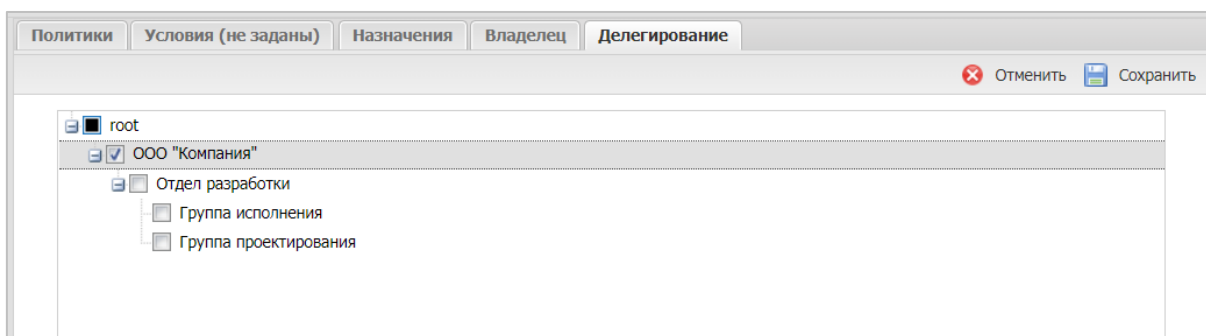 Политики Условия (не заданы) Назначения Владелец Делегирование
Отменить Сохранить
root
ООО "Компания"
Отдел разработки
Группа исполнения
Группа проектирования